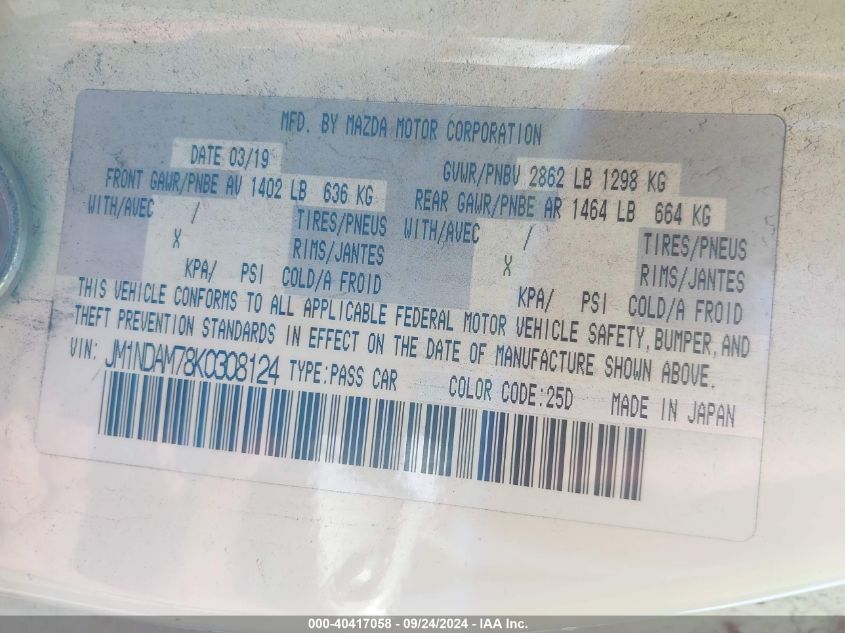 MFD. BY MAZDA MOTOR CORPORATION
DATE 03/19 GVWR/PNBV 2862 LB 1298 KG
FRONT GAWR/PNBE AV 1402 LB 636 KG REAR GAWR/PNBE AR 1464 LB 664 KG
WITH/AVEC / TIRES/PNEUS WITH/AVEC / TIRES/PNEUS
X RIMS/JANTES X RIMS/JANTES
KPA/ PSI COLD/A FROID KPA/ PSI COLD/A FROID
THIS VEHICLE CONFORMS TO ALL APPLICABLE FEDERAL MOTOR VEHICLE SAFETY, BUMPER, AND
THEFT PREVENTION STANDARDS IN EFFECT ON THE DATE OF MANUFACTURE SHOWN ABOVE.
VIN: JM1NDAM78K0308124 TYPE:PASS CAR COLOR CODE:25D MADE IN JAPAN
000-40417058 - 09/24/2024 - IAA Inc.